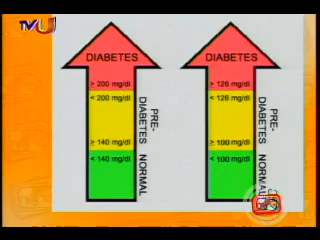 TVU
DIABETES
≥ 200 mg/dl
< 200 mg/dl
≥ 140 mg/dl
< 140 mg/dl
PRE-
DIABETES
NORMAL
DIABETES
≥ 126 mg/dl
< 126 mg/dl
≥ 100 mg/dl
< 100 mg/dl
PRE-
DIABETES
NORMAL